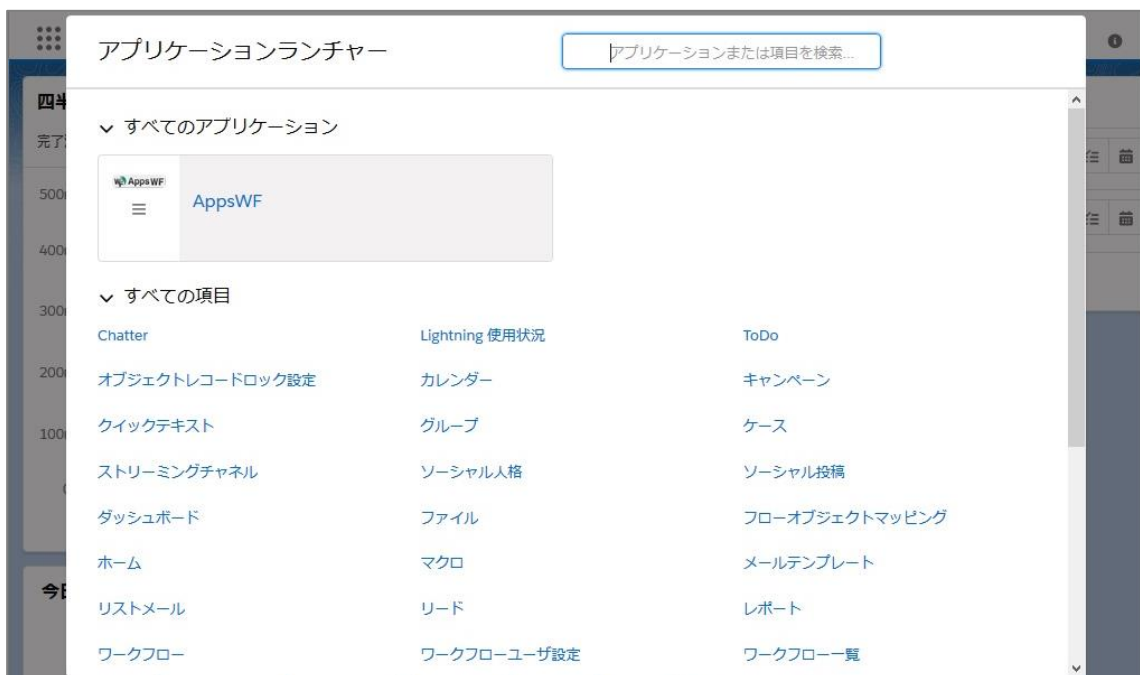 アプリケーションランチャー
アプリケーションまたは項目を検索...
四半
完了
500
400
300
200
100
0
今日
すべてのアプリケーション
AppsWF
AppsWF
すべての項目
Chatter Lightning 使用状況 ToDo
オブジェクトレコードロック設定 カレンダー キャンペーン
クイックテキスト グループ ケース
ストリーミングチャネル ソーシャル人格 ソーシャル投稿
ダッシュボード ファイル フローオブジェクトマッピング
ホーム マクロ メールテンプレート
リストメール リード レポート
ワークフロー ワークフローユーザ設定 ワークフロー一覧